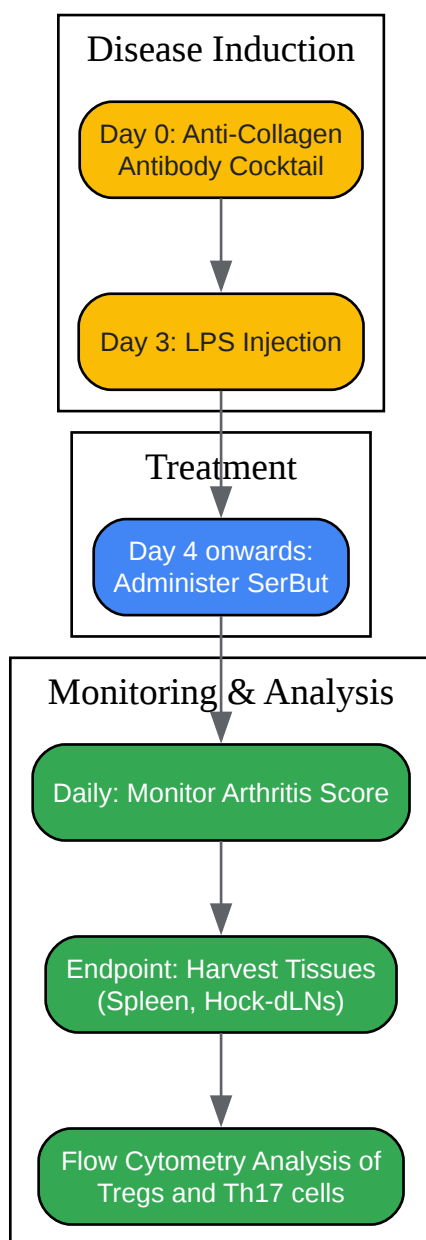 Disease Induction
Day 0: Anti-Collagen
Antibody Cocktail
Day 3: LPS Injection
Treatment
Day 4 onwards:
Administer SerBut
Monitoring & Analysis
Daily: Monitor Arthritis Score
Endpoint: Harvest Tissues
(Spleen, Hock-dLNs)
Flow Cytometry Analysis of
Tregs and Th17 cells